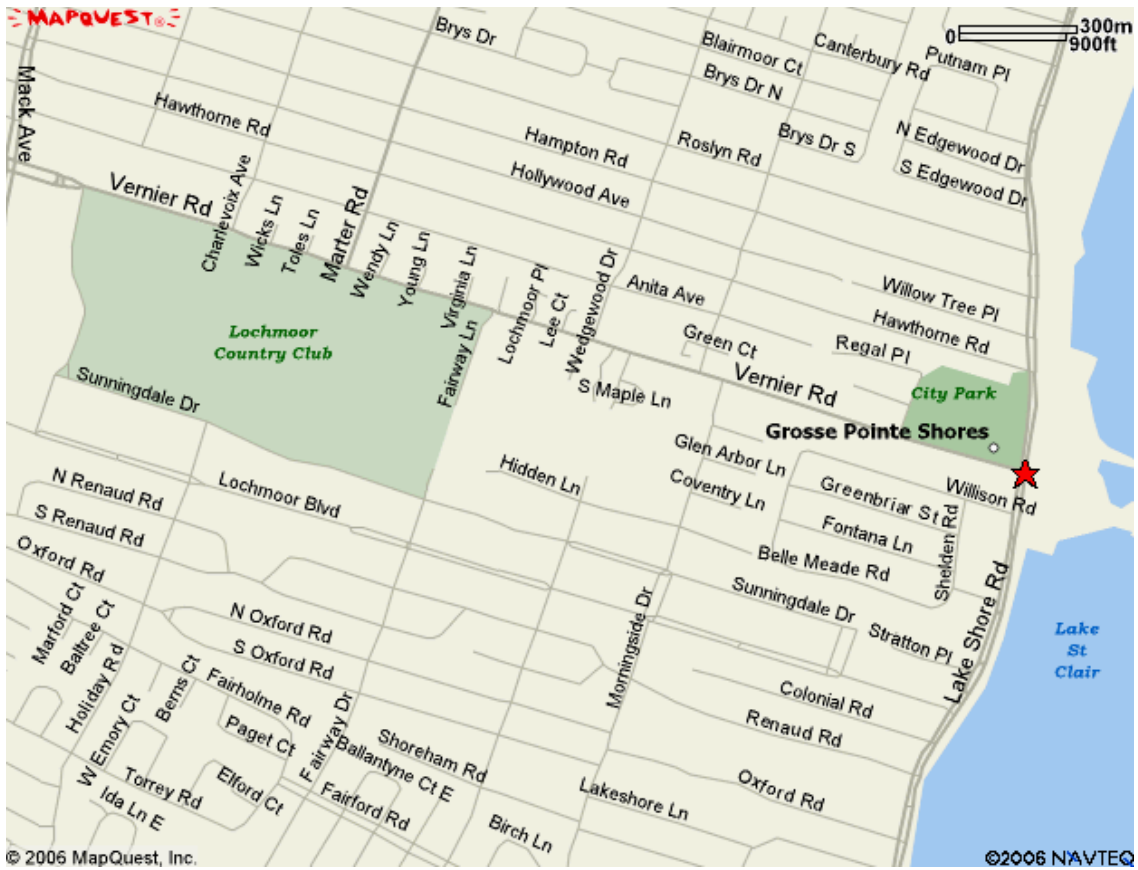 MAPQUEST
300m
0
900ft
Brys Dr
Blairmoor Ct
Canterbury Rd
Putnam Pl
Mack Ave
Brys Dr N
Hawthorne Rd
Hampton Rd
Roslyn Rd
Brys Dr S
N Edgewood Dr
S Edgewood Dr
Hollywood Ave
Vernier Rd
Charlevoix Ave
Wicks Ln
Toles Ln
Marter Rd
Wendy Ln
Young Ln
Virginia Ln
Lochmoor Pl
Lee Ct
Wedgewood Dr
Anita Ave
Willow Tree Pl
Hawthorne Rd
Green Ct
Regal Pl
Lochmoor
Country Club
Fairway Ln
Vernier Rd
City Park
Sunningdale Dr
S Maple Ln
Grosse Pointe Shores
Glen Arbor Ln
Hidden Ln
Coventry Ln
Greenbriar St
Willison Rd
N Renaud Rd
Lochmoor Blvd
S Renaud Rd
Fontana Ln
Shelden Rd
Oxford Rd
Belle Meade Rd
Sunningdale Dr
Lake Shore Rd
Marford Ct
Baltree Ct
N Oxford Rd
Morningside Dr
Stratton Pl
Lake
St
Clair
S Oxford Rd
Holiday Rd
Berns Ct
Fairholme Rd
Colonial Rd
W Emory Ct
Paget Ct
Fairway Dr
Renaud Rd
Shoreham Rd
Ballantyne Ct E
Torrey Rd
Elford Ct
Fairford Rd
Lakeshore Ln
Oxford Rd
Ida Ln E
Birch Ln
© 2006 MapQuest, Inc.
©2006 NAVTEQ